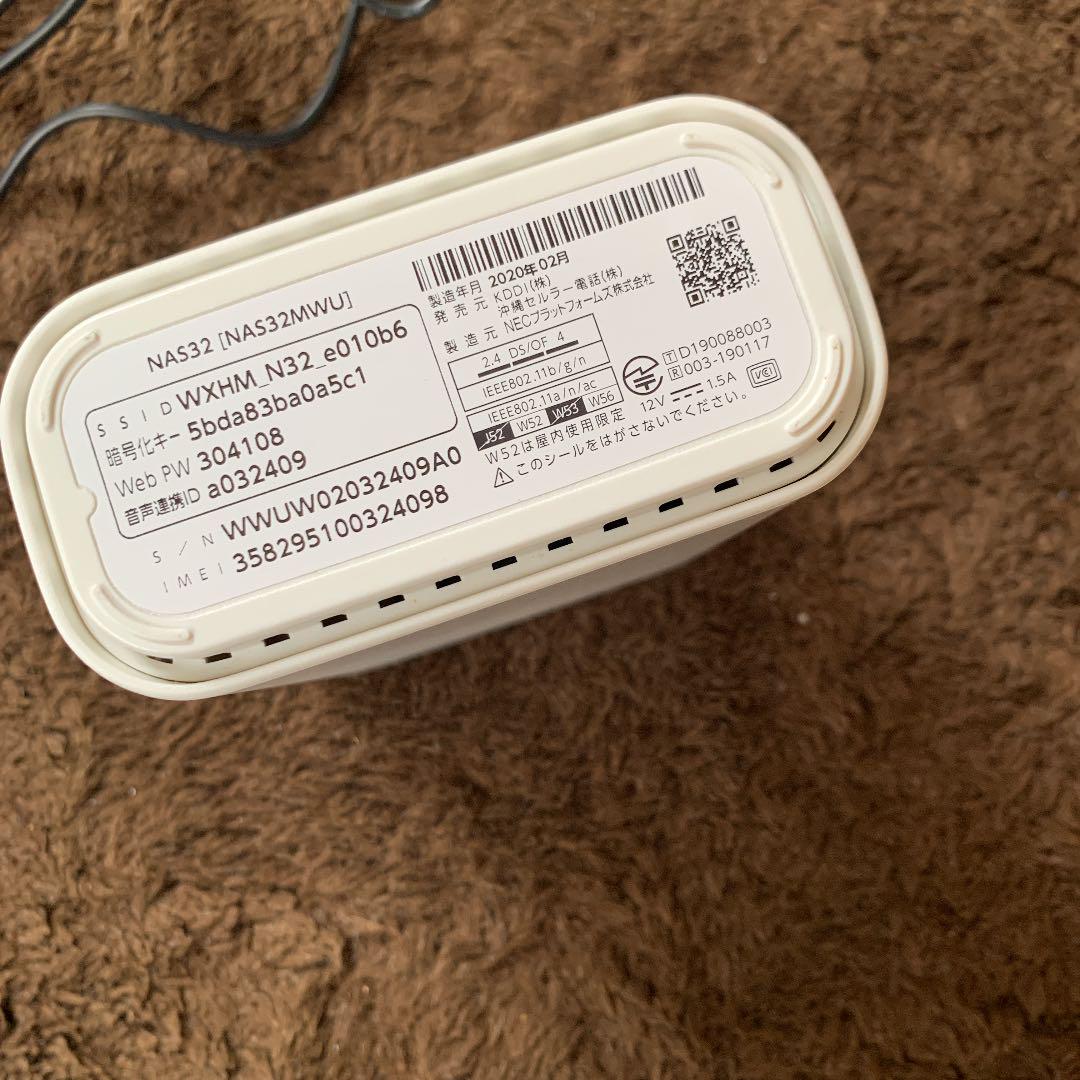 NAS32 [NAS32MWU]
SSID WXHM_N32_e010b6
暗号化キー 5bda83ba0a5c1
Web PW 304108
音声連携ID a032409
S/N WWUW02032409A0
IMEI 358295100324098
製造年月 2020年02月
発売元 KDDI(株)
沖縄セルラー電話(株)
製造元 NECプラットフォームズ株式会社
2.4 DS/OF 4
IEEE802.11b/g/n
IEEE802.11a/n/ac
J52 W52 W53 W56
W52は屋内使用限定
このシールをはがさないでください。
T D190088003
R 003-190117
12V 1.5A
VCCI